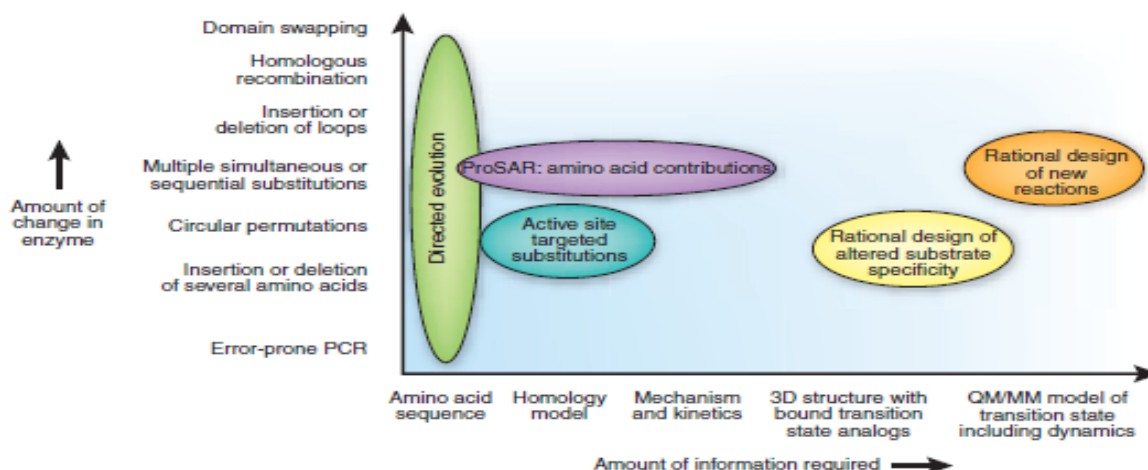 Domain swapping
Homologous
recombination
Insertion or
deletion of loops
Multiple simultaneous or
sequential substitutions
Circular permutations
Insertion or deletion
of several amino acids
Error-prone PCR
Amount of
change in
enzyme
Directed evolution
ProSAR: amino acid contributions
Active site
targeted
substitutions
Rational design of
altered substrate
specificity
Rational design
of new
reactions
Amino acid
sequence
Homology
model
Mechanism
and kinetics
3D structure with
bound transition
state analogs
QM/MM model of
transition state
including dynamics
Amount of information required